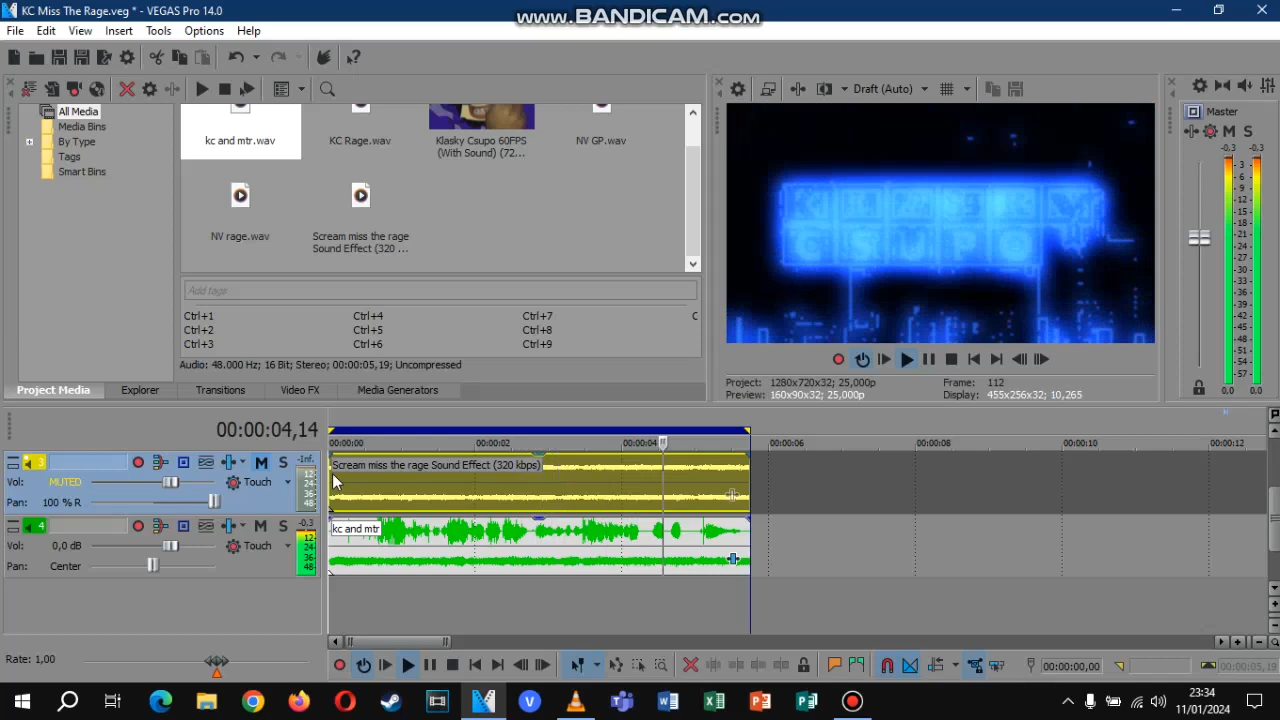 KC Miss The Rage.veg * - VEGAS Pro 14.0
www.BANDICAM.com
File Edit View Insert Tools Options Help
All Media
Media Bins
By Type
Tags
Smart Bins
kc and mtr.wav
KC Rage.wav
Klasky Csupo 60FPS
(With Sound) (72...
NV GP.wav
NV rage.wav
Scream miss the rage
Sound Effect (320 ...
Add tags
Ctrl+1 Ctrl+4 Ctrl+7 C
Ctrl+2 Ctrl+5 Ctrl+8
Ctrl+3 Ctrl+6 Ctrl+9
Audio: 48.000 Hz; 16 Bit; Stereo; 00:00:05,19; Uncompressed
Project Media Explorer Transitions Video FX Media Generators
Draft (Auto)
Project: 1280x720x32; 25,000p
Preview: 160x90x32; 25,000p
Frame: 112
Display: 455x256x32; 10,265
Master
M S
-0,3 -0,3
3
6
9
12
15
18
21
24
27
30
33
36
39
42
45
48
51
54
57
0,0 0,0
00:00:04,14
00:00:00 00:00:02 00:00:04 00:00:06 00:00:08 00:00:10 00:00:12
3 M S
Vol: MUTED Touch
Pan: 100 % R
-Inf.
12
24
36
48
Scream miss the rage Sound Effect (320 kbps)
4 M S
Vol: 0,0 dB Touch
Pan: Center
-0.3
12
24
36
48
kc and mtr
Rate: 1,00
00:00:00,00
00:00:05,19
23:34
11/01/2024